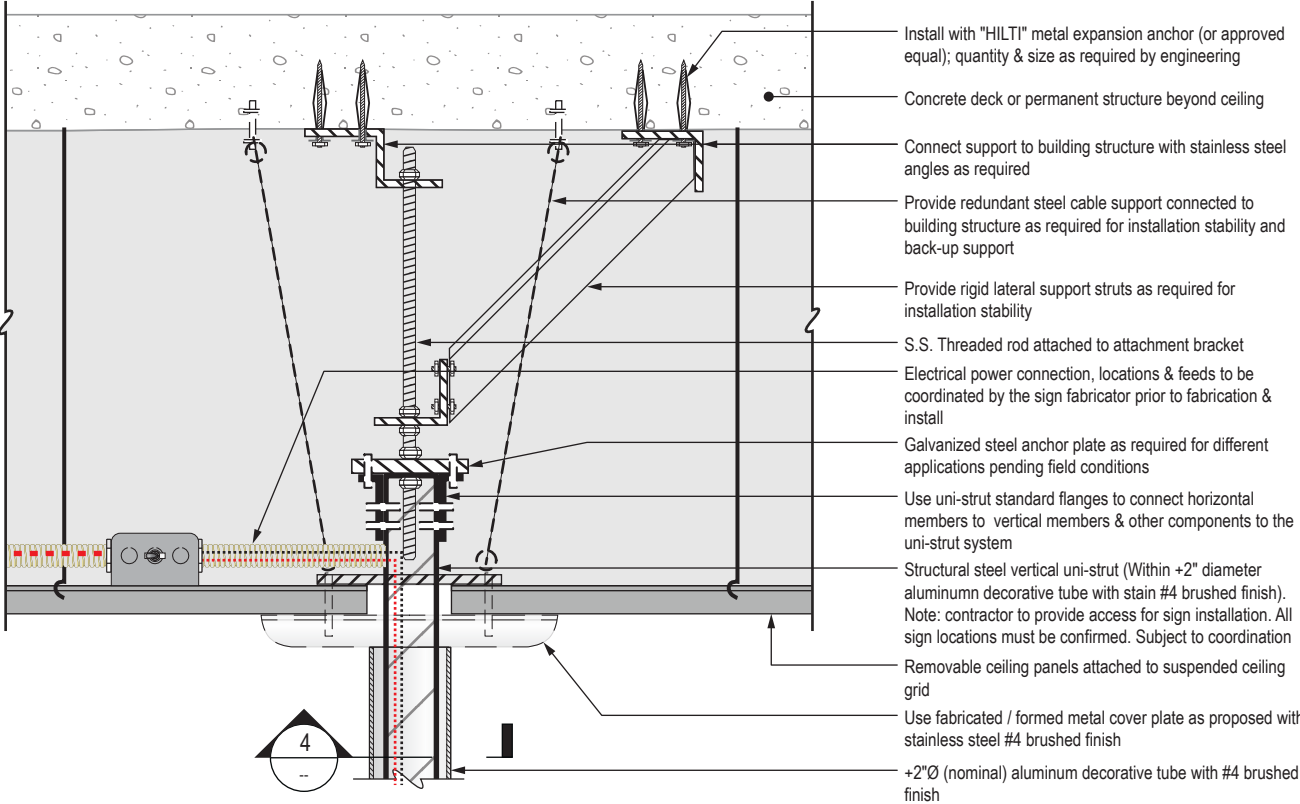 Install with "HILTI" metal expansion anchor (or approved
equal); quantity & size as required by engineering
Concrete deck or permanent structure beyond ceiling
Connect support to building structure with stainless steel
angles as required
Provide redundant steel cable support connected to
building structure as required for installation stability and
back-up support
Provide rigid lateral support struts as required for
installation stability
S.S. Threaded rod attached to attachment bracket
Electrical power connection, locations & feeds to be
coordinated by the sign fabricator prior to fabrication &
install
Galvanized steel anchor plate as required for different
applications pending field conditions
Use uni-strut standard flanges to connect horizontal
members to vertical members & other components to the
uni-strut system
Structural steel vertical uni-strut (Within +2" diameter
aluminumn decorative tube with stain #4 brushed finish).
Note: contractor to provide access for sign installation. All
sign locations must be confirmed. Subject to coordination
Removable ceiling panels attached to suspended ceiling
grid
Use fabricated / formed metal cover plate as proposed with
stainless steel #4 brushed finish
+2"Ø (nominal) aluminum decorative tube with #4 brushed
finish
4
--